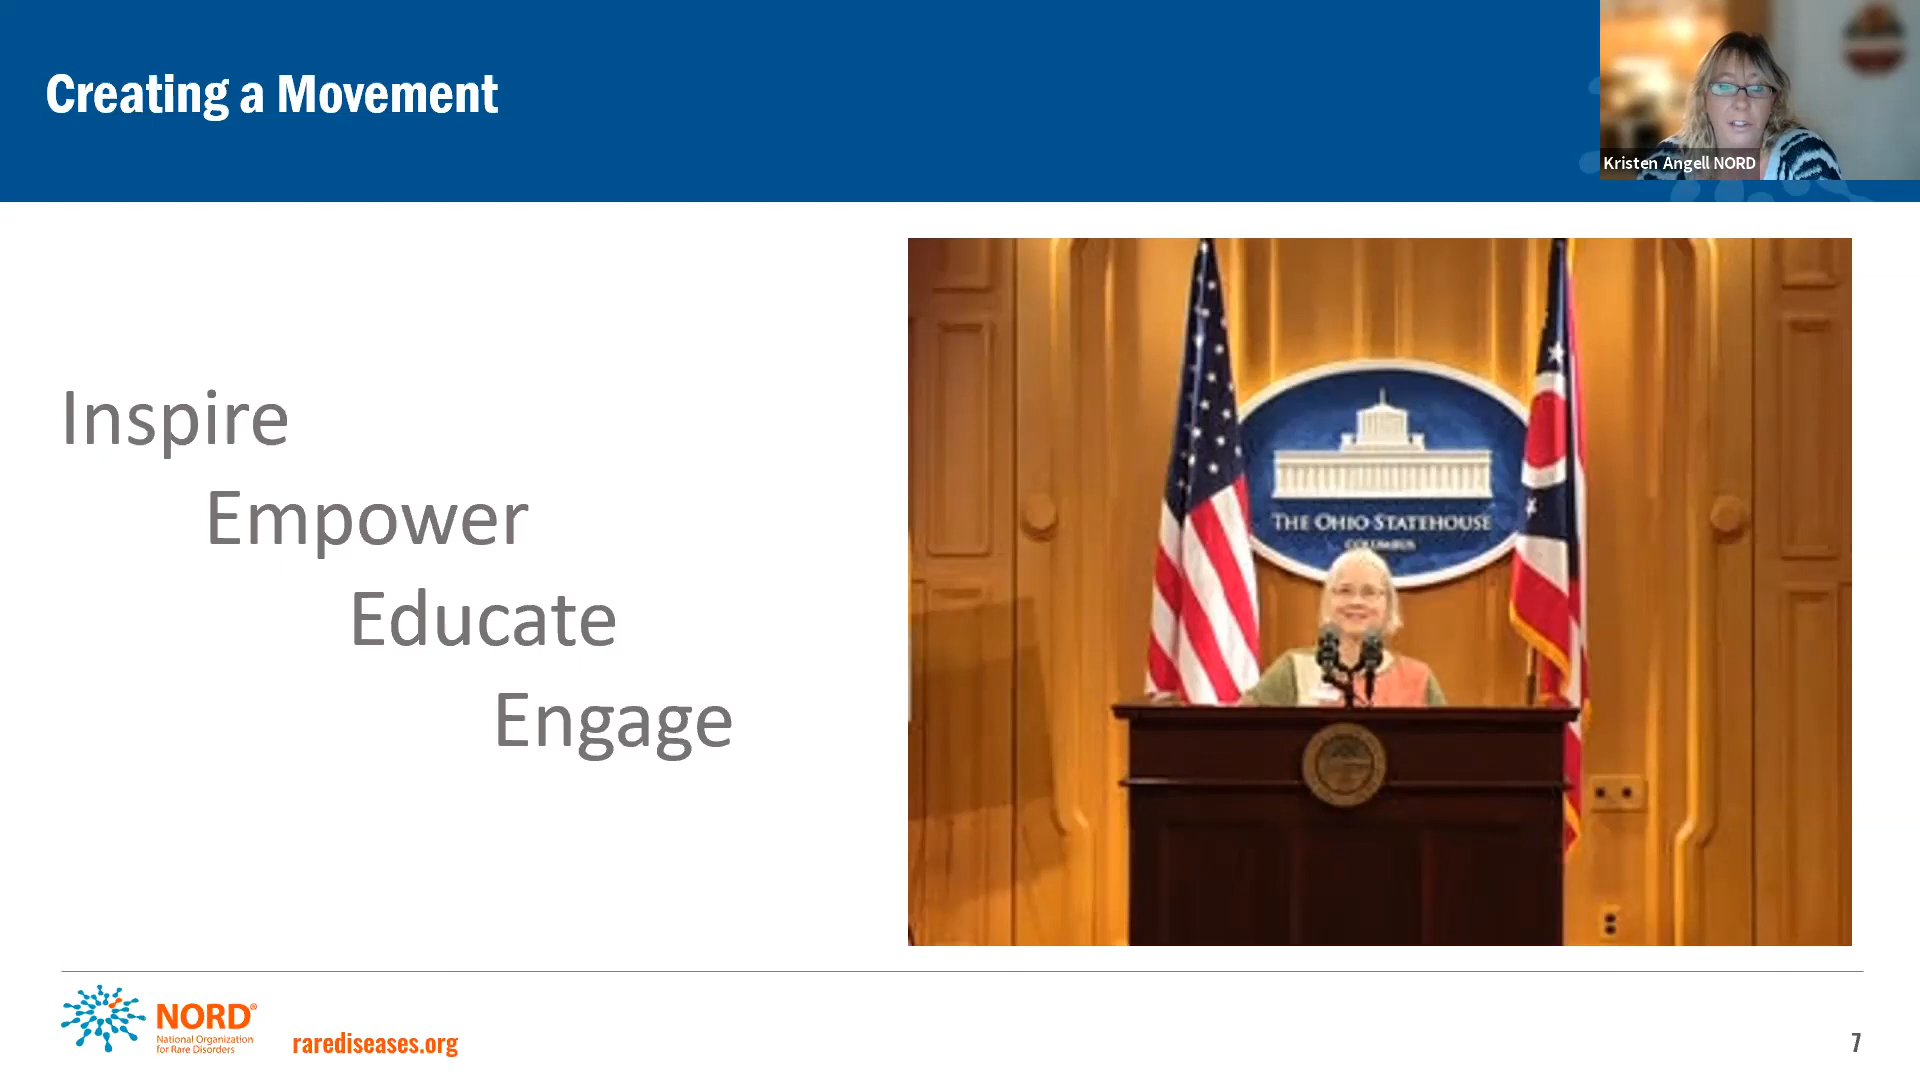 Creating a Movement
Kristen Angell NORD
Inspire
Empower
Educate
Engage
THE OHIO STATEHOUSE
COLUMBUS
NORD®
National Organization
for Rare Disorders
rarediseases.org
7